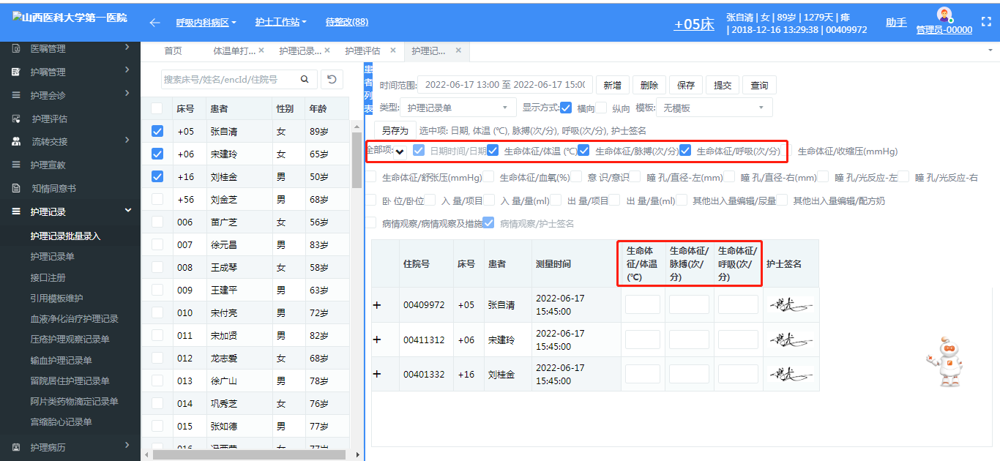 山西医科大学第一医院
呼吸内科病区
护士工作站
待整改(88)
+05床
张自清 | 女 | 89岁 | 1279天 | 痱
| 2018-12-16 13:29:38 | 00409972
助手
管理员-00000
医嘱管理
护嘱管理
护理会诊
护理评估
流转交接
护理宣教
知情同意书
护理记录
护理记录批量录入
护理记录单
接口注册
引用模板维护
血液净化治疗护理记录
压疮护理观察记录单
输血护理记录单
留院居住护理记录单
阿片类药物滴定记录单
宫缩胎心记录单
护理病历
首页
体温单打...
护理记录...
护理评估
护理记...
搜索床号/姓名/encId/住院号
床号 患者 性别 年龄
+05 张自清 女 89岁
+06 宋建玲 女 65岁
+16 刘桂金 男 50岁
+56 刘金芝 男 68岁
006 苗广芝 女 56岁
007 徐元昌 男 83岁
008 王成琴 女 58岁
009 王建平 男 63岁
010 宋付亮 男 72岁
011 宋加贤 男 82岁
012 龙志爱 女 68岁
013 徐广山 男 78岁
014 巩秀芝 女 76岁
015 张如德 男 77岁
患者列表
时间范围: 2022-06-17 13:00 至 2022-06-17 15:00
新增 删除 保存 提交 查询
类型: 护理记录单 显示方式: 横向 纵向 模板: 无模板
另存为 选中项: 日期, 体温 (℃), 脉搏(次/分), 呼吸(次/分), 护士签名
全部项: 日期时间/日期 生命体征/体温 (℃) 生命体征/脉搏(次/分) 生命体征/呼吸(次/分) 生命体征/收缩压(mmHg)
生命体征/舒张压(mmHg) 生命体征/血氧(%) 意 识/意识 瞳 孔/直径-左(mm) 瞳 孔/直径-右(mm) 瞳 孔/光反应-左 瞳 孔/光反应-右
卧 位/卧位 入 量/项目 入 量/量(ml) 出 量/项目 出 量/量(ml) 其他出入量编辑/尿量 其他出入量编辑/配方奶
病情观察/病情观察及措施 病情观察/护士签名
住院号 床号 患者 测量时间
生命体
征/体温
(℃)
生命体征/
脉搏(次/
分)
生命体征/
呼吸(次/
分)
护士签名
+ 00409972 +05 张自清 2022-06-17
15:45:00
+ 00411312 +06 宋建玲 2022-06-17
15:45:00
+ 00401332 +16 刘桂金 2022-06-17
15:45:00